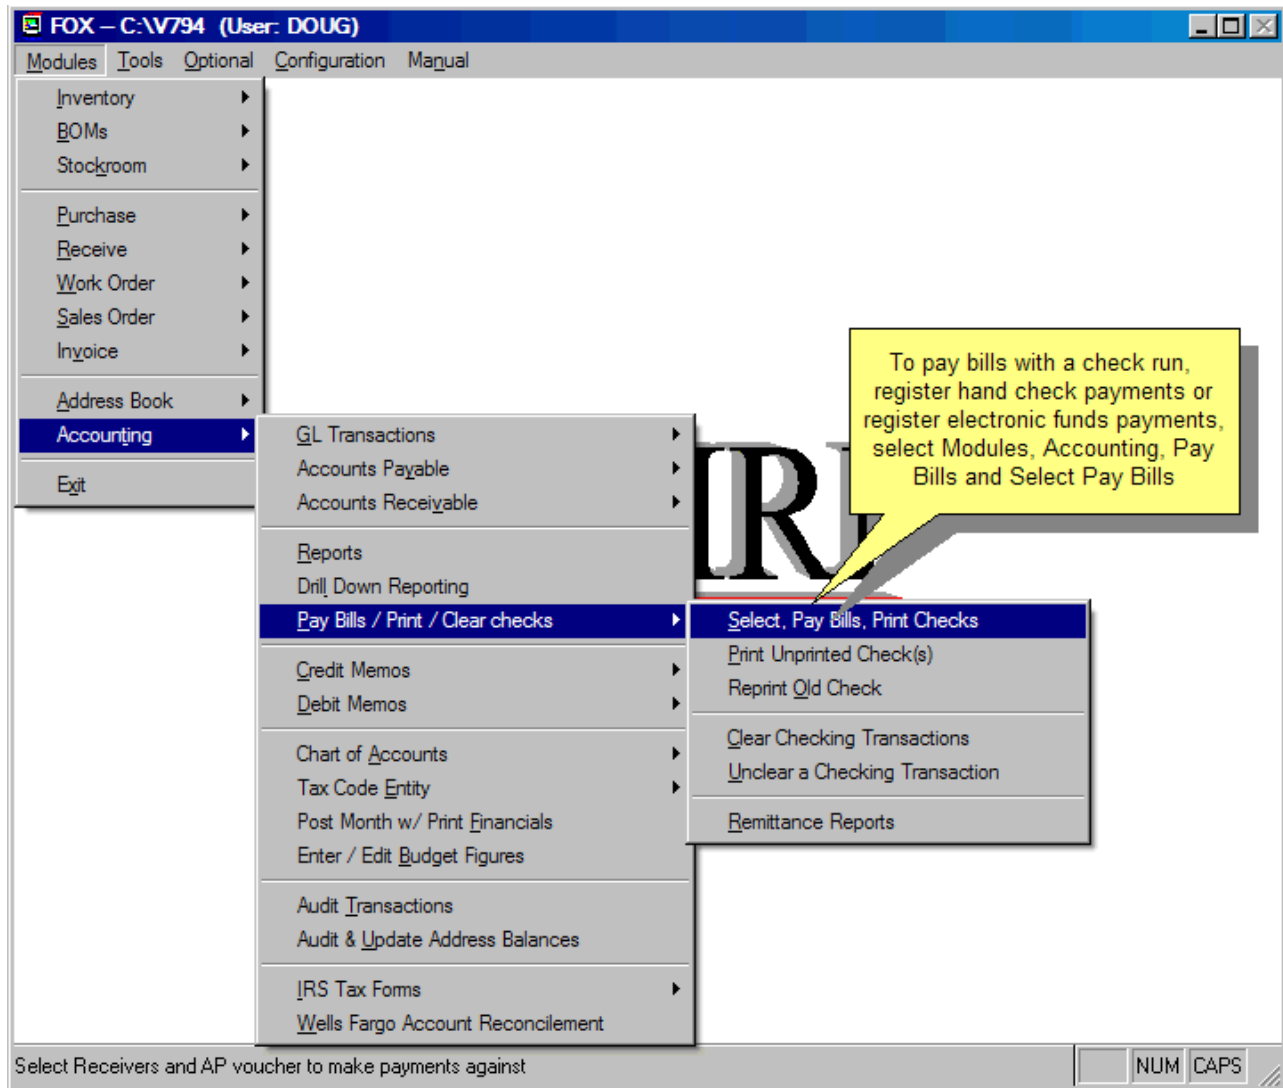 FOX – C:\V794 (User: DOUG)
Modules Tools Optional Configuration Manual
Inventory
BOMs
Stockroom
Purchase
Receive
Work Order
Sales Order
Invoice
Address Book
Accounting
Exit
GL Transactions
Accounts Payable
Accounts Receivable
Reports
Drill Down Reporting
Pay Bills / Print / Clear checks
Credit Memos
Debit Memos
Chart of Accounts
Tax Code Entity
Post Month w/ Print Financials
Enter / Edit Budget Figures
Audit Transactions
Audit & Update Address Balances
IRS Tax Forms
Wells Fargo Account Reconcilement
To pay bills with a check run,
register hand check payments or
register electronic funds payments,
select Modules, Accounting, Pay
Bills and Select Pay Bills
Select, Pay Bills, Print Checks
Print Unprinted Check(s)
Reprint Old Check
Clear Checking Transactions
Unclear a Checking Transaction
Remittance Reports
Select Receivers and AP voucher to make payments against
NUM CAPS